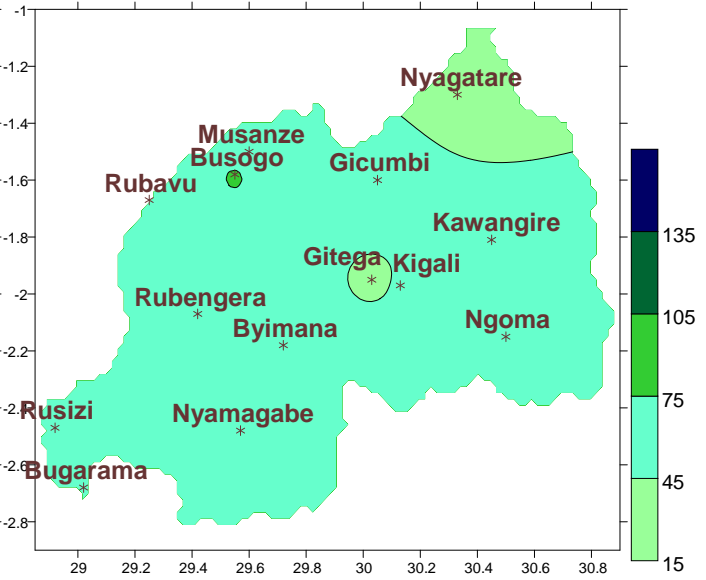 -1
-1.2
-1.4
-1.6
-1.8
-2
-2.2
-2.4
-2.6
-2.8
Nyagatare
Musanze
Busogo
Gicumbi
Rubavu
Kawangire
Gitega
Kigali
Rubengera
Byimana
Ngoma
Rusizi
Nyamagabe
Bugarama
29 29.2 29.4 29.6 29.8 30 30.2 30.4 30.6 30.8
135
105
75
45
15